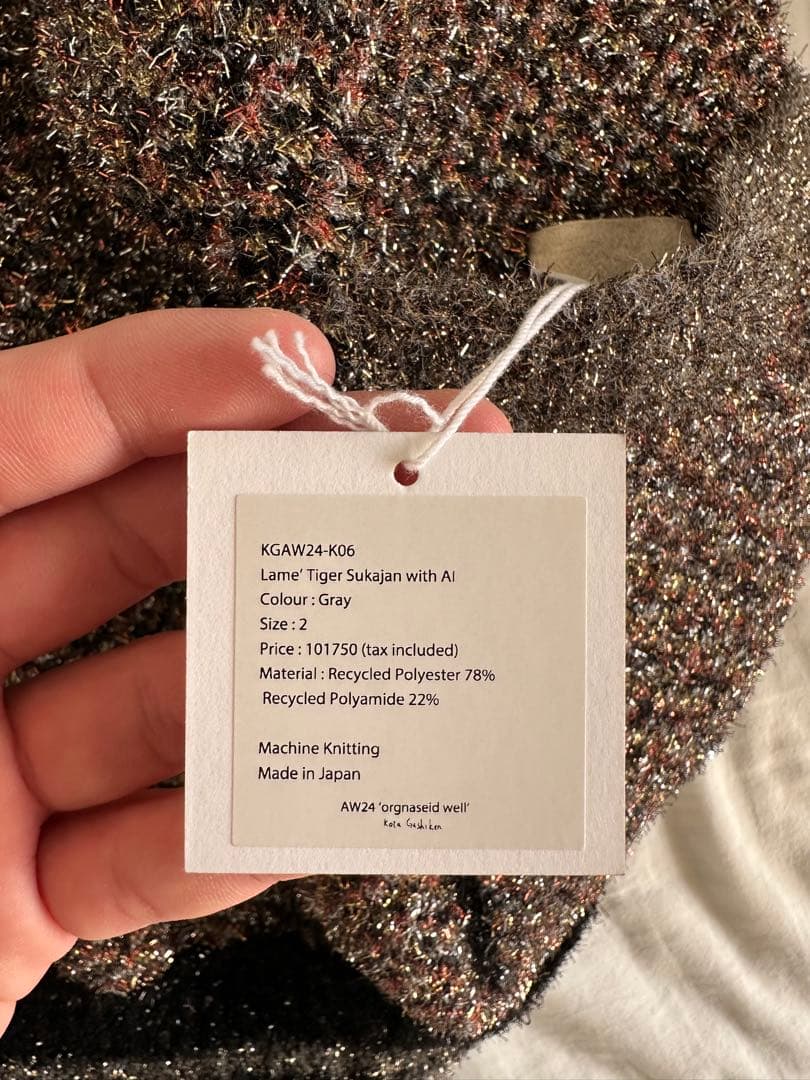 KGAW24-K06
Lame' Tiger Sukajan with AI
Colour : Gray
Size : 2
Price : 101750 (tax included)
Material : Recycled Polyester 78%
Recycled Polyamide 22%
Machine Knitting
Made in Japan
AW24 'orgnaseid well'
Kota Gushiken